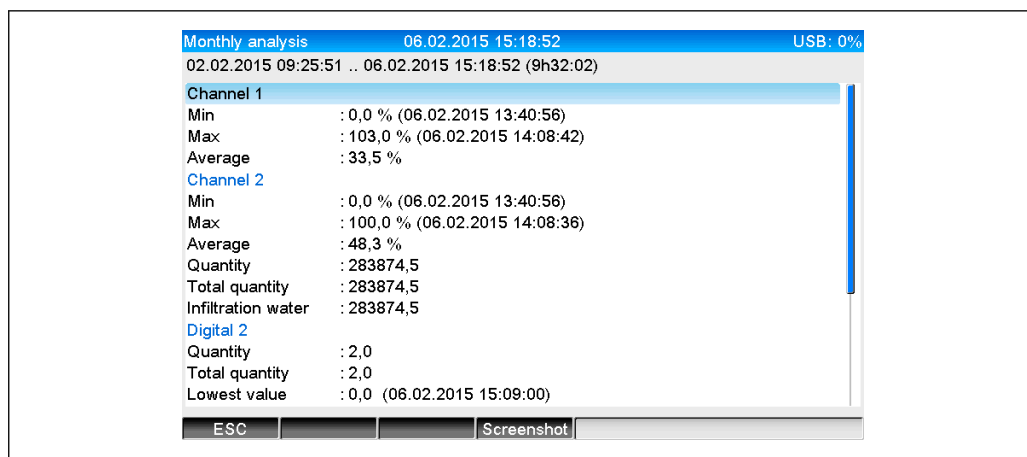 Monthly analysis 06.02.2015 15:18:52 USB: 0%
02.02.2015 09:25:51 .. 06.02.2015 15:18:52 (9h32:02)
Channel 1
Min : 0,0 % (06.02.2015 13:40:56)
Max : 103,0 % (06.02.2015 14:08:42)
Average : 33,5 %
Channel 2
Min : 0,0 % (06.02.2015 13:40:56)
Max : 100,0 % (06.02.2015 14:08:36)
Average : 48,3 %
Quantity : 283874,5
Total quantity : 283874,5
Infiltration water : 283874,5
Digital 2
Quantity : 2,0
Total quantity : 2,0
Lowest value : 0,0 (06.02.2015 15:09:00)
ESC Screenshot